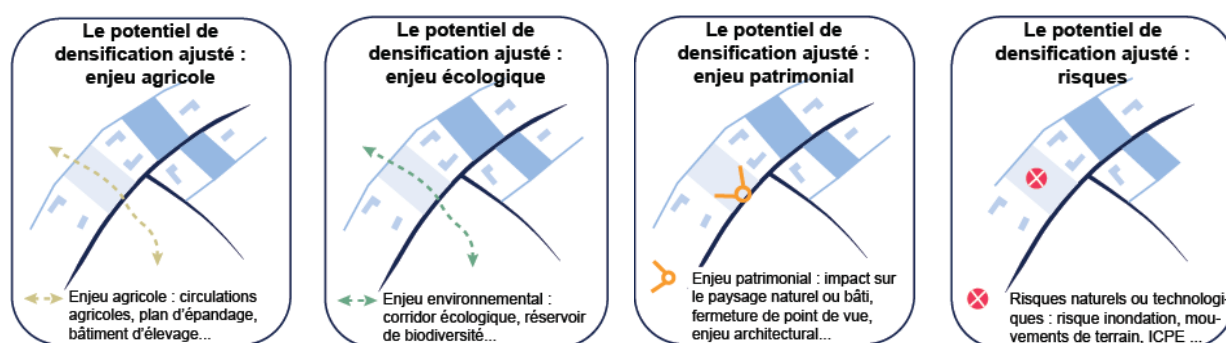 Le potentiel de
densification ajusté :
enjeu agricole
Enjeu agricole : circulations
agricoles, plan d'épandage,
bâtiment d'élevage...
Le potentiel de
densification ajusté :
enjeu écologique
Enjeu environnemental :
corridor écologique, réservoir
de biodiversité...
Le potentiel de
densification ajusté :
enjeu patrimonial
Enjeu patrimonial : impact sur
le paysage naturel ou bâti,
fermeture de point de vue,
enjeu architectural...
Le potentiel de
densification ajusté :
risques
Risques naturels ou technologi-
ques : risque inondation, mou-
vements de terrain, ICPE ...